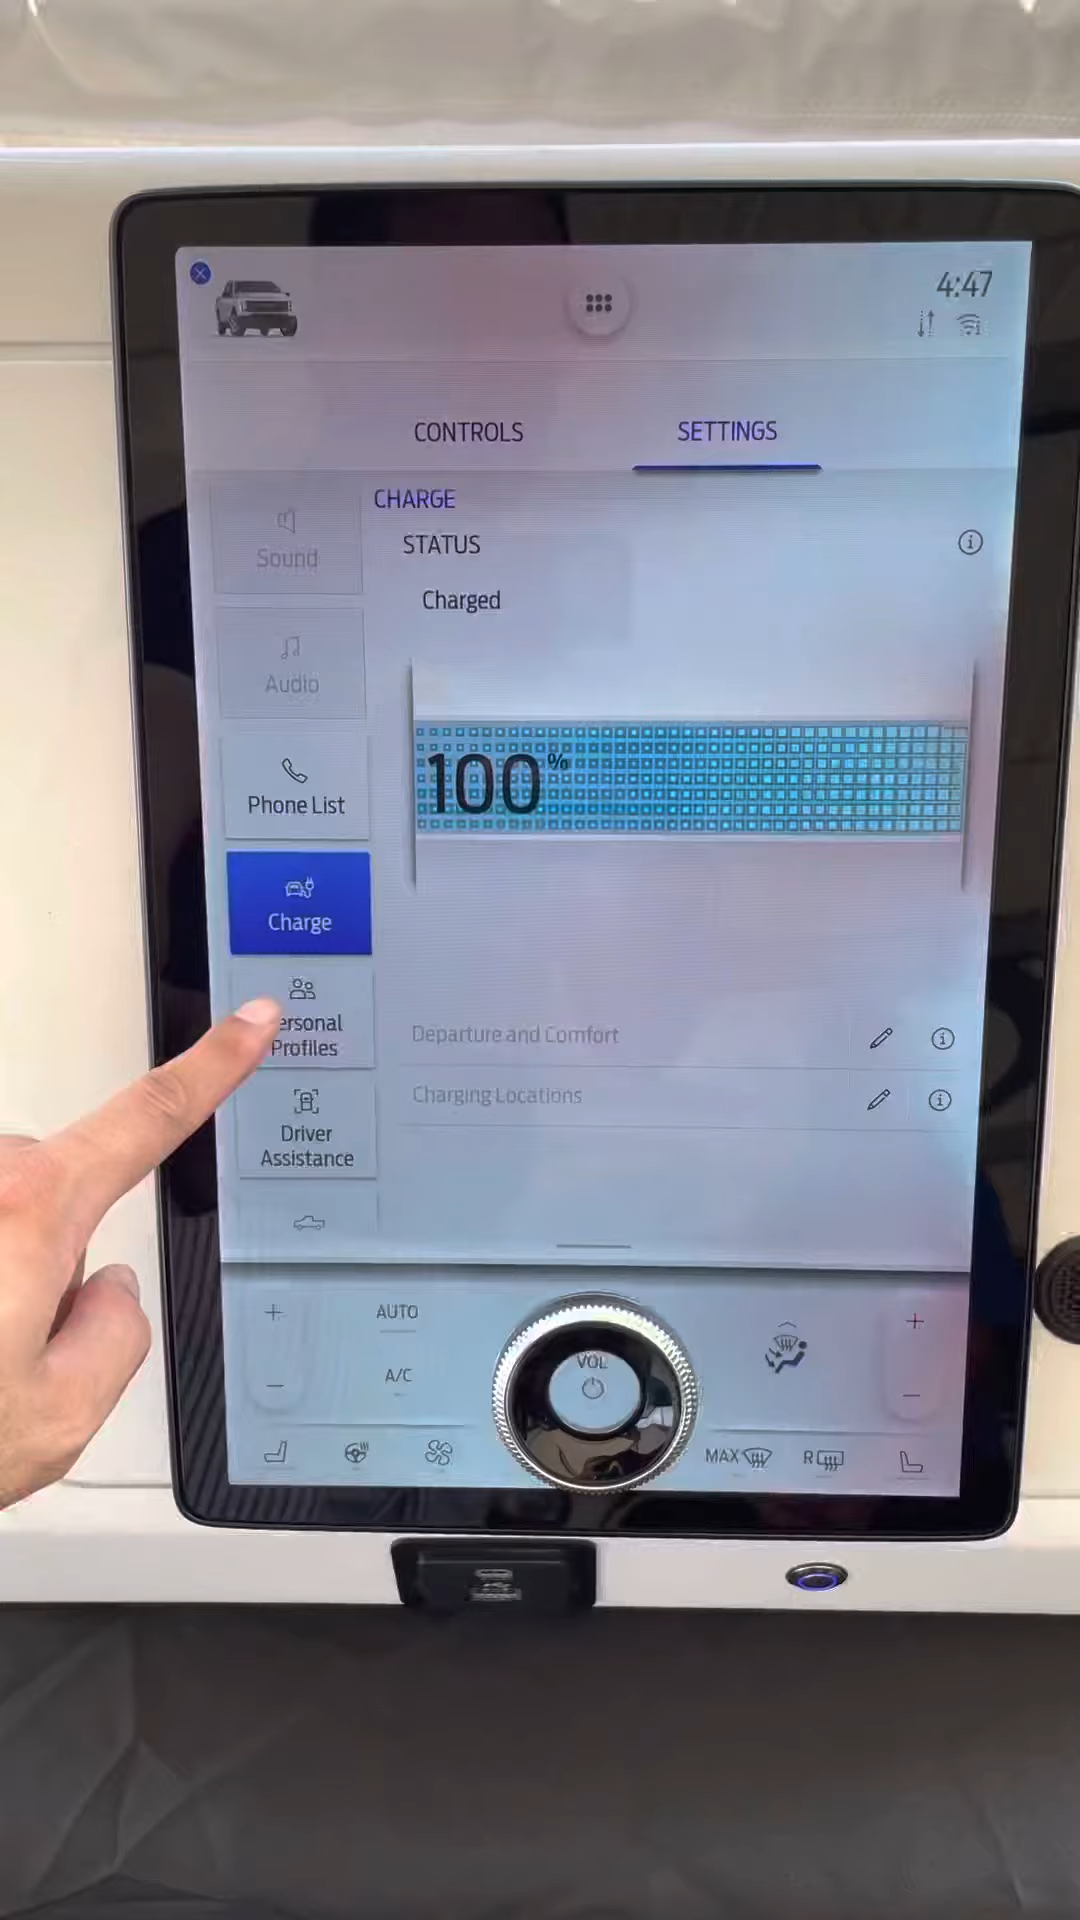 4:47
CONTROLS
SETTINGS
CHARGE
STATUS
Charged
Sound
Audio
Phone List
Charge
ersonal
Profiles
Driver
Assistance
100%
Departure and Comfort
Charging Locations
AUTO
A/C
VOL
MAX
R